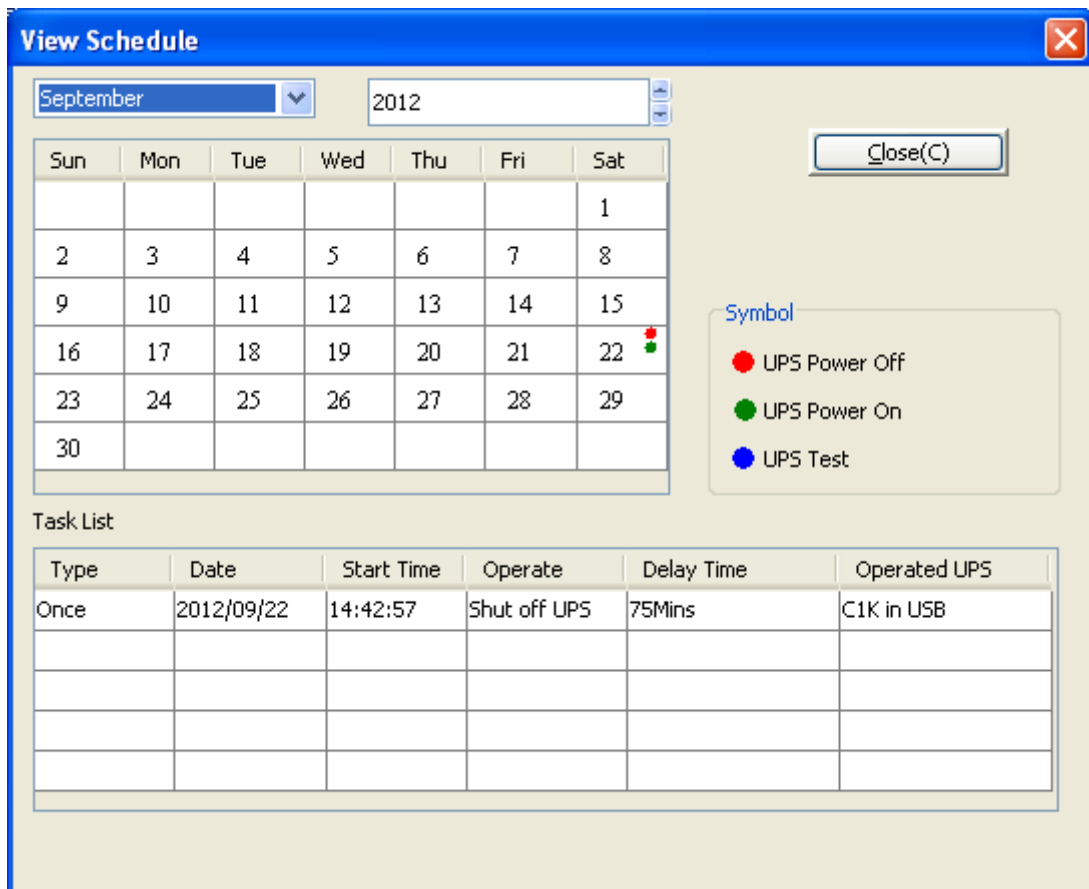 View Schedule
September 2012
Close(C)
Sun Mon Tue Wed Thu Fri Sat
1
2 3 4 5 6 7 8
9 10 11 12 13 14 15
16 17 18 19 20 21 22
23 24 25 26 27 28 29
30
Symbol
UPS Power Off
UPS Power On
UPS Test
Task List
Type Date Start Time Operate Delay Time Operated UPS
Once 2012/09/22 14:42:57 Shut off UPS 75Mins C1K in USB